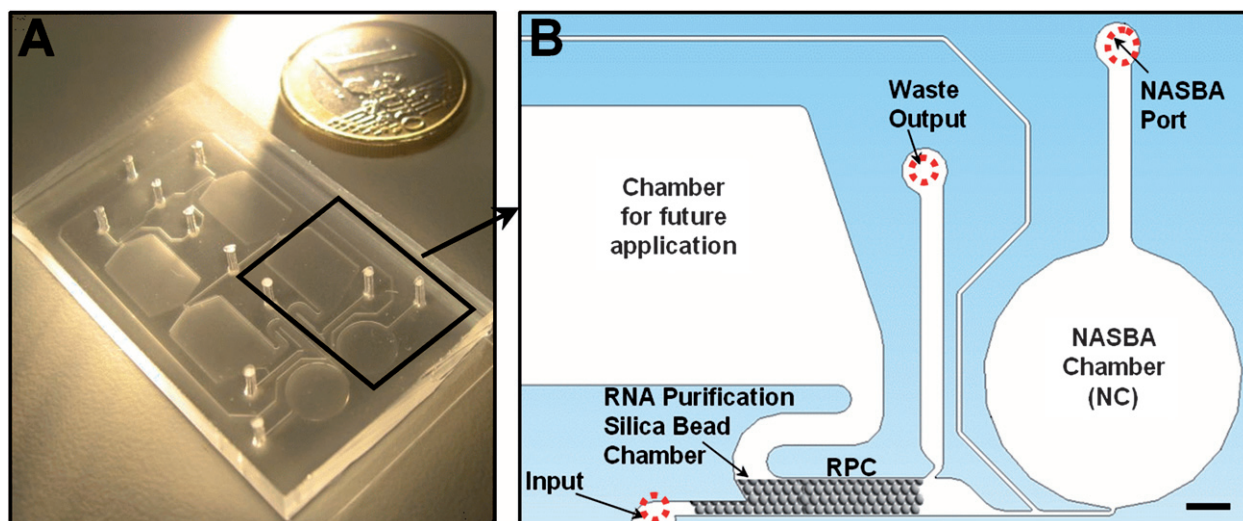 A
B
NASBA
Port
Waste
Output
Chamber
for future
application
NASBA
Chamber
(NC)
RNA Purification
Silica Bead
Chamber
RPC
Input